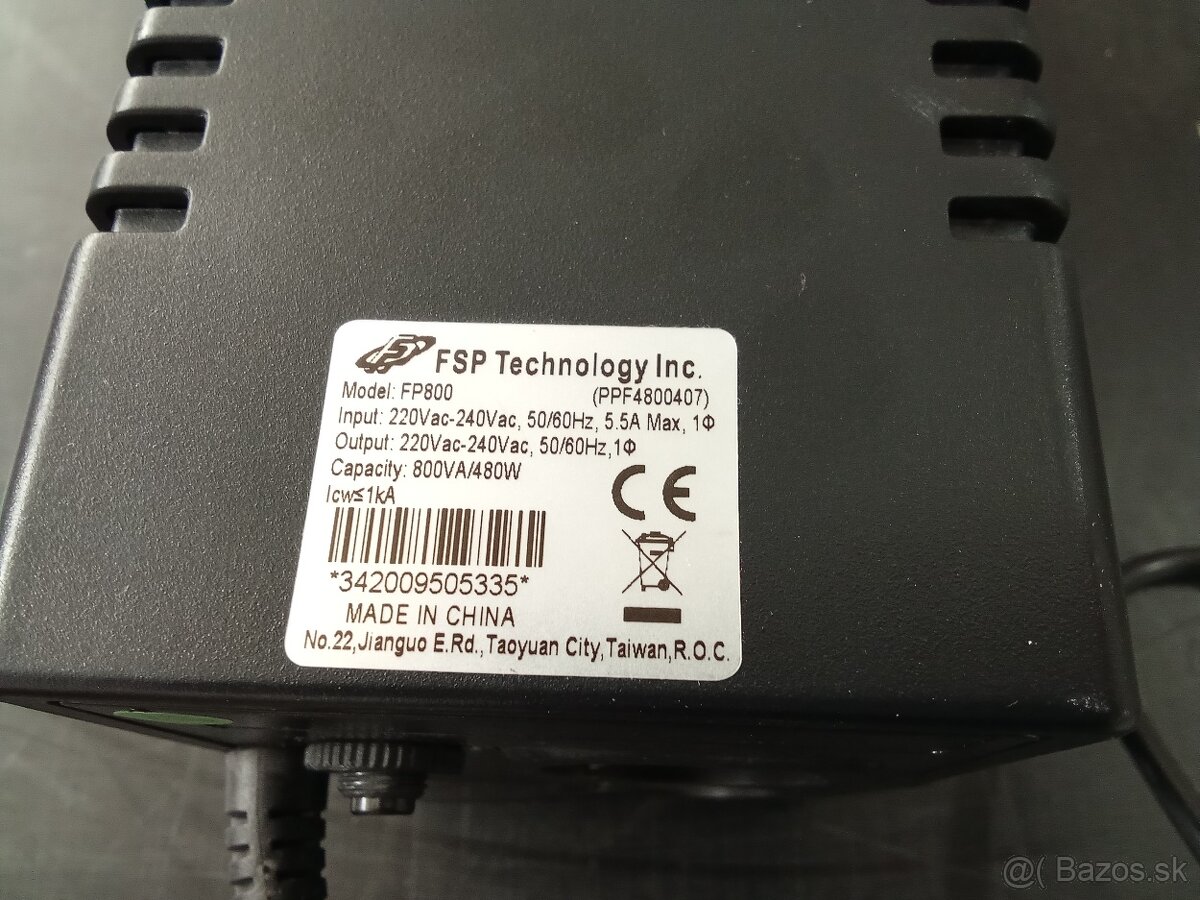 FSP Technology Inc.
Model: FP800 (PPF4800407)
Input: 220Vac-240Vac, 50/60Hz, 5.5A Max, 1Φ
Output: 220Vac-240Vac, 50/60Hz,1Φ
Capacity: 800VA/480W
Icw≤1kA
CE
*342009505335*
MADE IN CHINA
No.22,Jianguo E.Rd.,Taoyuan City,Taiwan,R.O.C.
@( Bazos.sk